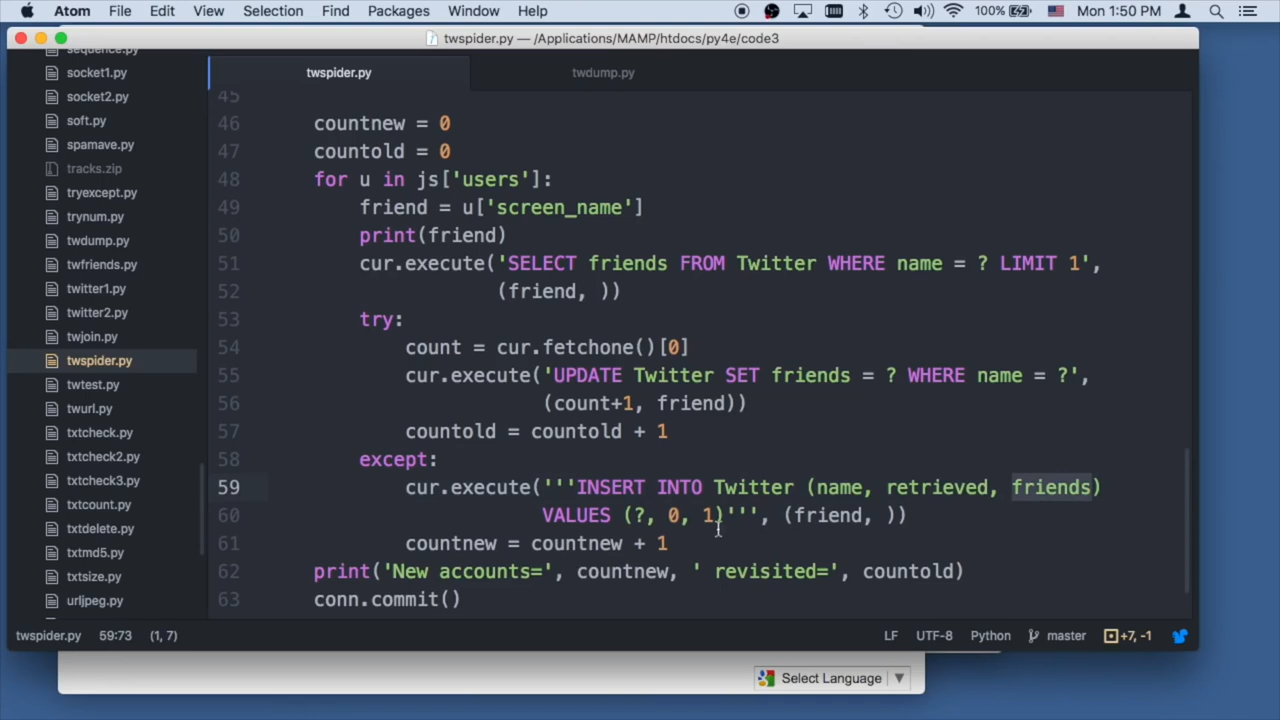 Atom File Edit View Selection Find Packages Window Help 100% Mon 1:50 PM
twspider.py — /Applications/MAMP/htdocs/py4e/code3
sequence.py
socket1.py
socket2.py
soft.py
spamave.py
tracks.zip
tryexcept.py
trynum.py
twdump.py
twfriends.py
twitter1.py
twitter2.py
twjoin.py
twspider.py
twtest.py
twurl.py
txtcheck.py
txtcheck2.py
txtcheck3.py
txtcount.py
txtdelete.py
txtmd5.py
txtsize.py
urljpeg.py
twspider.py twdump.py
45
46 countnew = 0
47 countold = 0
48 for u in js['users']:
49 friend = u['screen_name']
50 print(friend)
51 cur.execute('SELECT friends FROM Twitter WHERE name = ? LIMIT 1',
52 (friend, ))
53 try:
54 count = cur.fetchone()[0]
55 cur.execute('UPDATE Twitter SET friends = ? WHERE name = ?',
56 (count+1, friend))
57 countold = countold + 1
58 except:
59 cur.execute('''INSERT INTO Twitter (name, retrieved, friends)
60 VALUES (?, 0, 1)''', (friend, ))
61 countnew = countnew + 1
62 print('New accounts=', countnew, ' revisited=', countold)
63 conn.commit()
twspider.py 59:73 (1, 7) LF UTF-8 Python master +7, -1
Select Language ▼